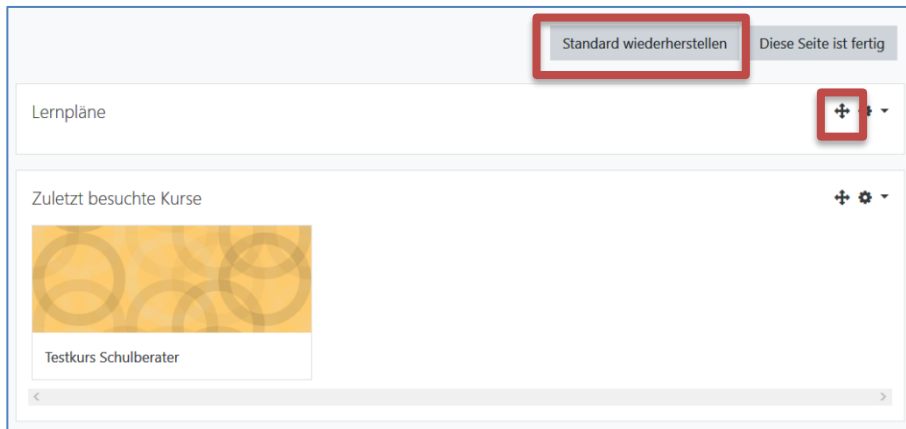 Standard wiederherstellen Diese Seite ist fertig
Lernpläne
Zuletzt besuchte Kurse
Testkurs Schulberater